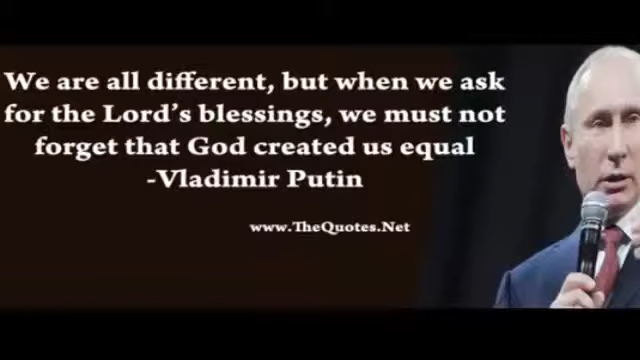 We are all different, but when we ask
for the Lord's blessings, we must not
forget that God created us equal
-Vladimir Putin
www.TheQuotes.Net